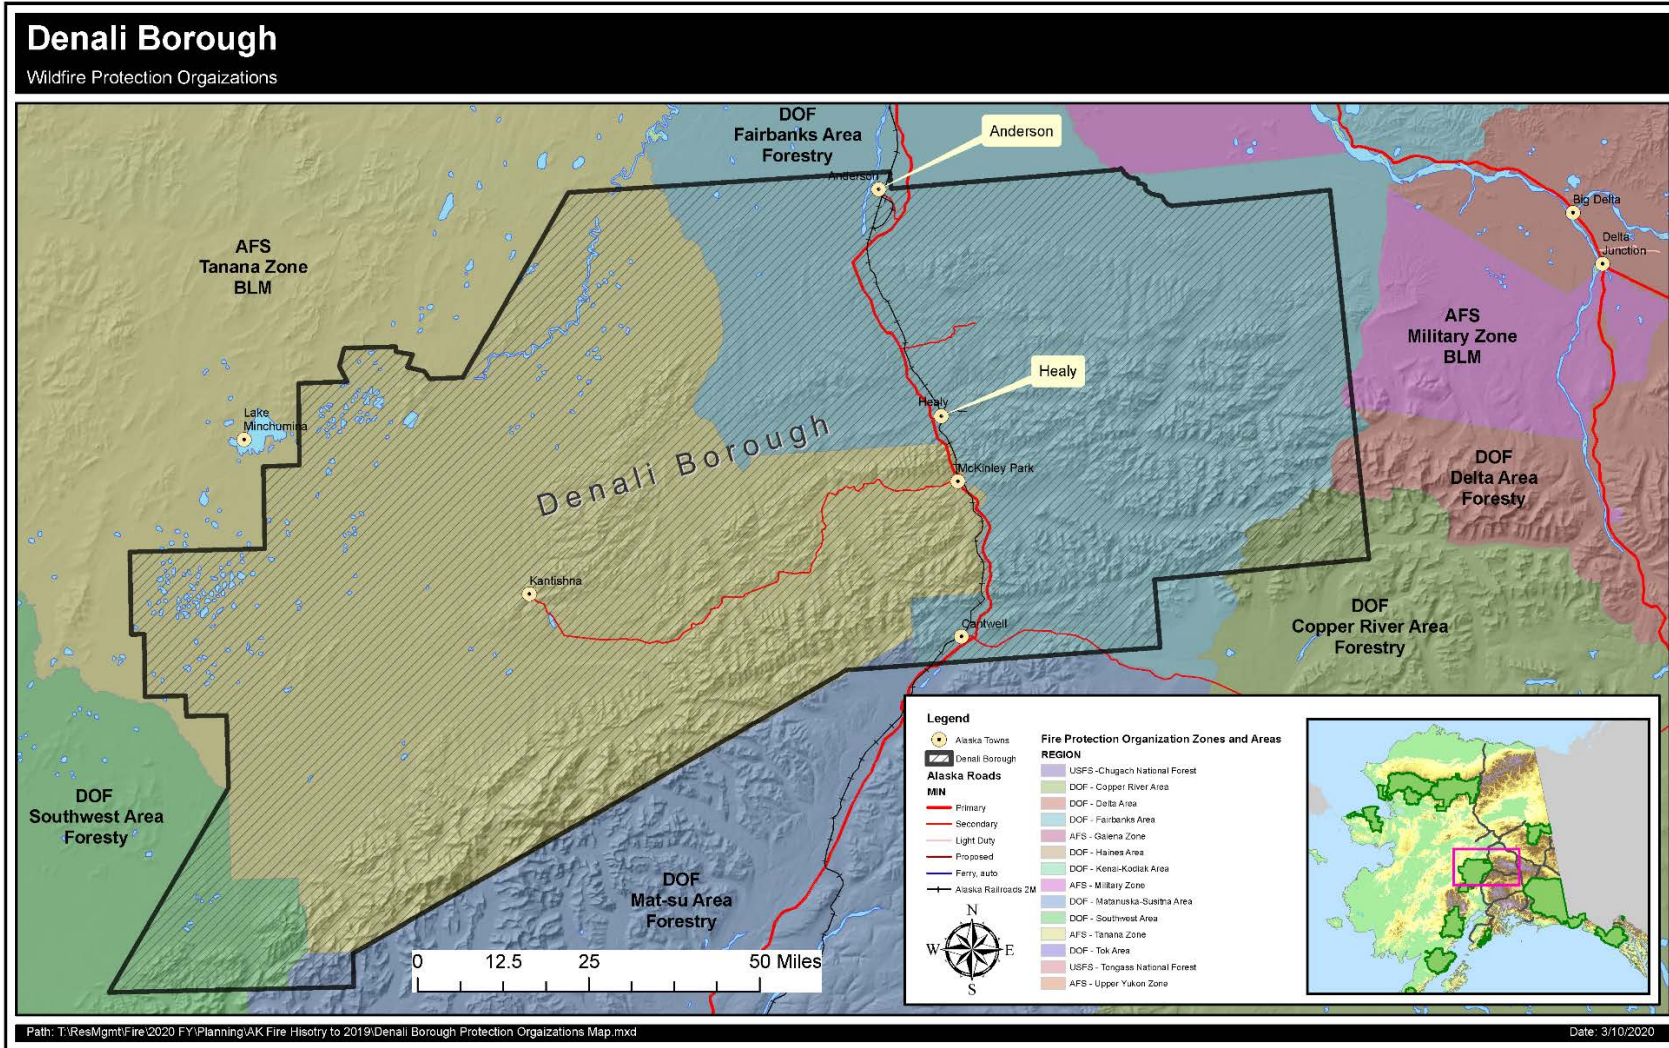 Denali Borough
Wildfire Protection Orgaizations
DOF
Fairbanks Area
Forestry
Anderson
Anderson
Big Delta
Delta
Junction
AFS
Tanana Zone
BLM
AFS
Military Zone
BLM
Healy
Healy
Lake
Minchumina
Denali Borough
McKinley Park
DOF
Delta Area
Foresty
Kantishna
Cantwell
DOF
Copper River Area
Forestry
DOF
Southwest Area
Foresty
DOF
Mat-su Area
Forestry
0 12.5 25 50 Miles
Legend
Alaska Towns
Denali Borough
Alaska Roads
MIN
Primary
Secondary
Light Duty
Proposed
Ferry, auto
Alaska Railroads 2M
N
W E
S
Fire Protection Organization Zones and Areas
REGION
USFS -Chugach National Forest
DOF - Copper River Area
DOF - Delta Area
DOF - Fairbanks Area
AFS - Galena Zone
DOF - Haines Area
DOF - Kenai-Kodiak Area
AFS - Military Zone
DOF - Matanuska-Susitna Area
DOF - Southwest Area
AFS - Tanana Zone
DOF - Tok Area
USFS - Tongass National Forest
AFS - Upper Yukon Zone
Path: T:\ResMgmt\Fire\2020 FY\Planning\AK Fire Hisotry to 2019\Denali Borough Protection Orgaizations Map.mxd
Date: 3/10/2020